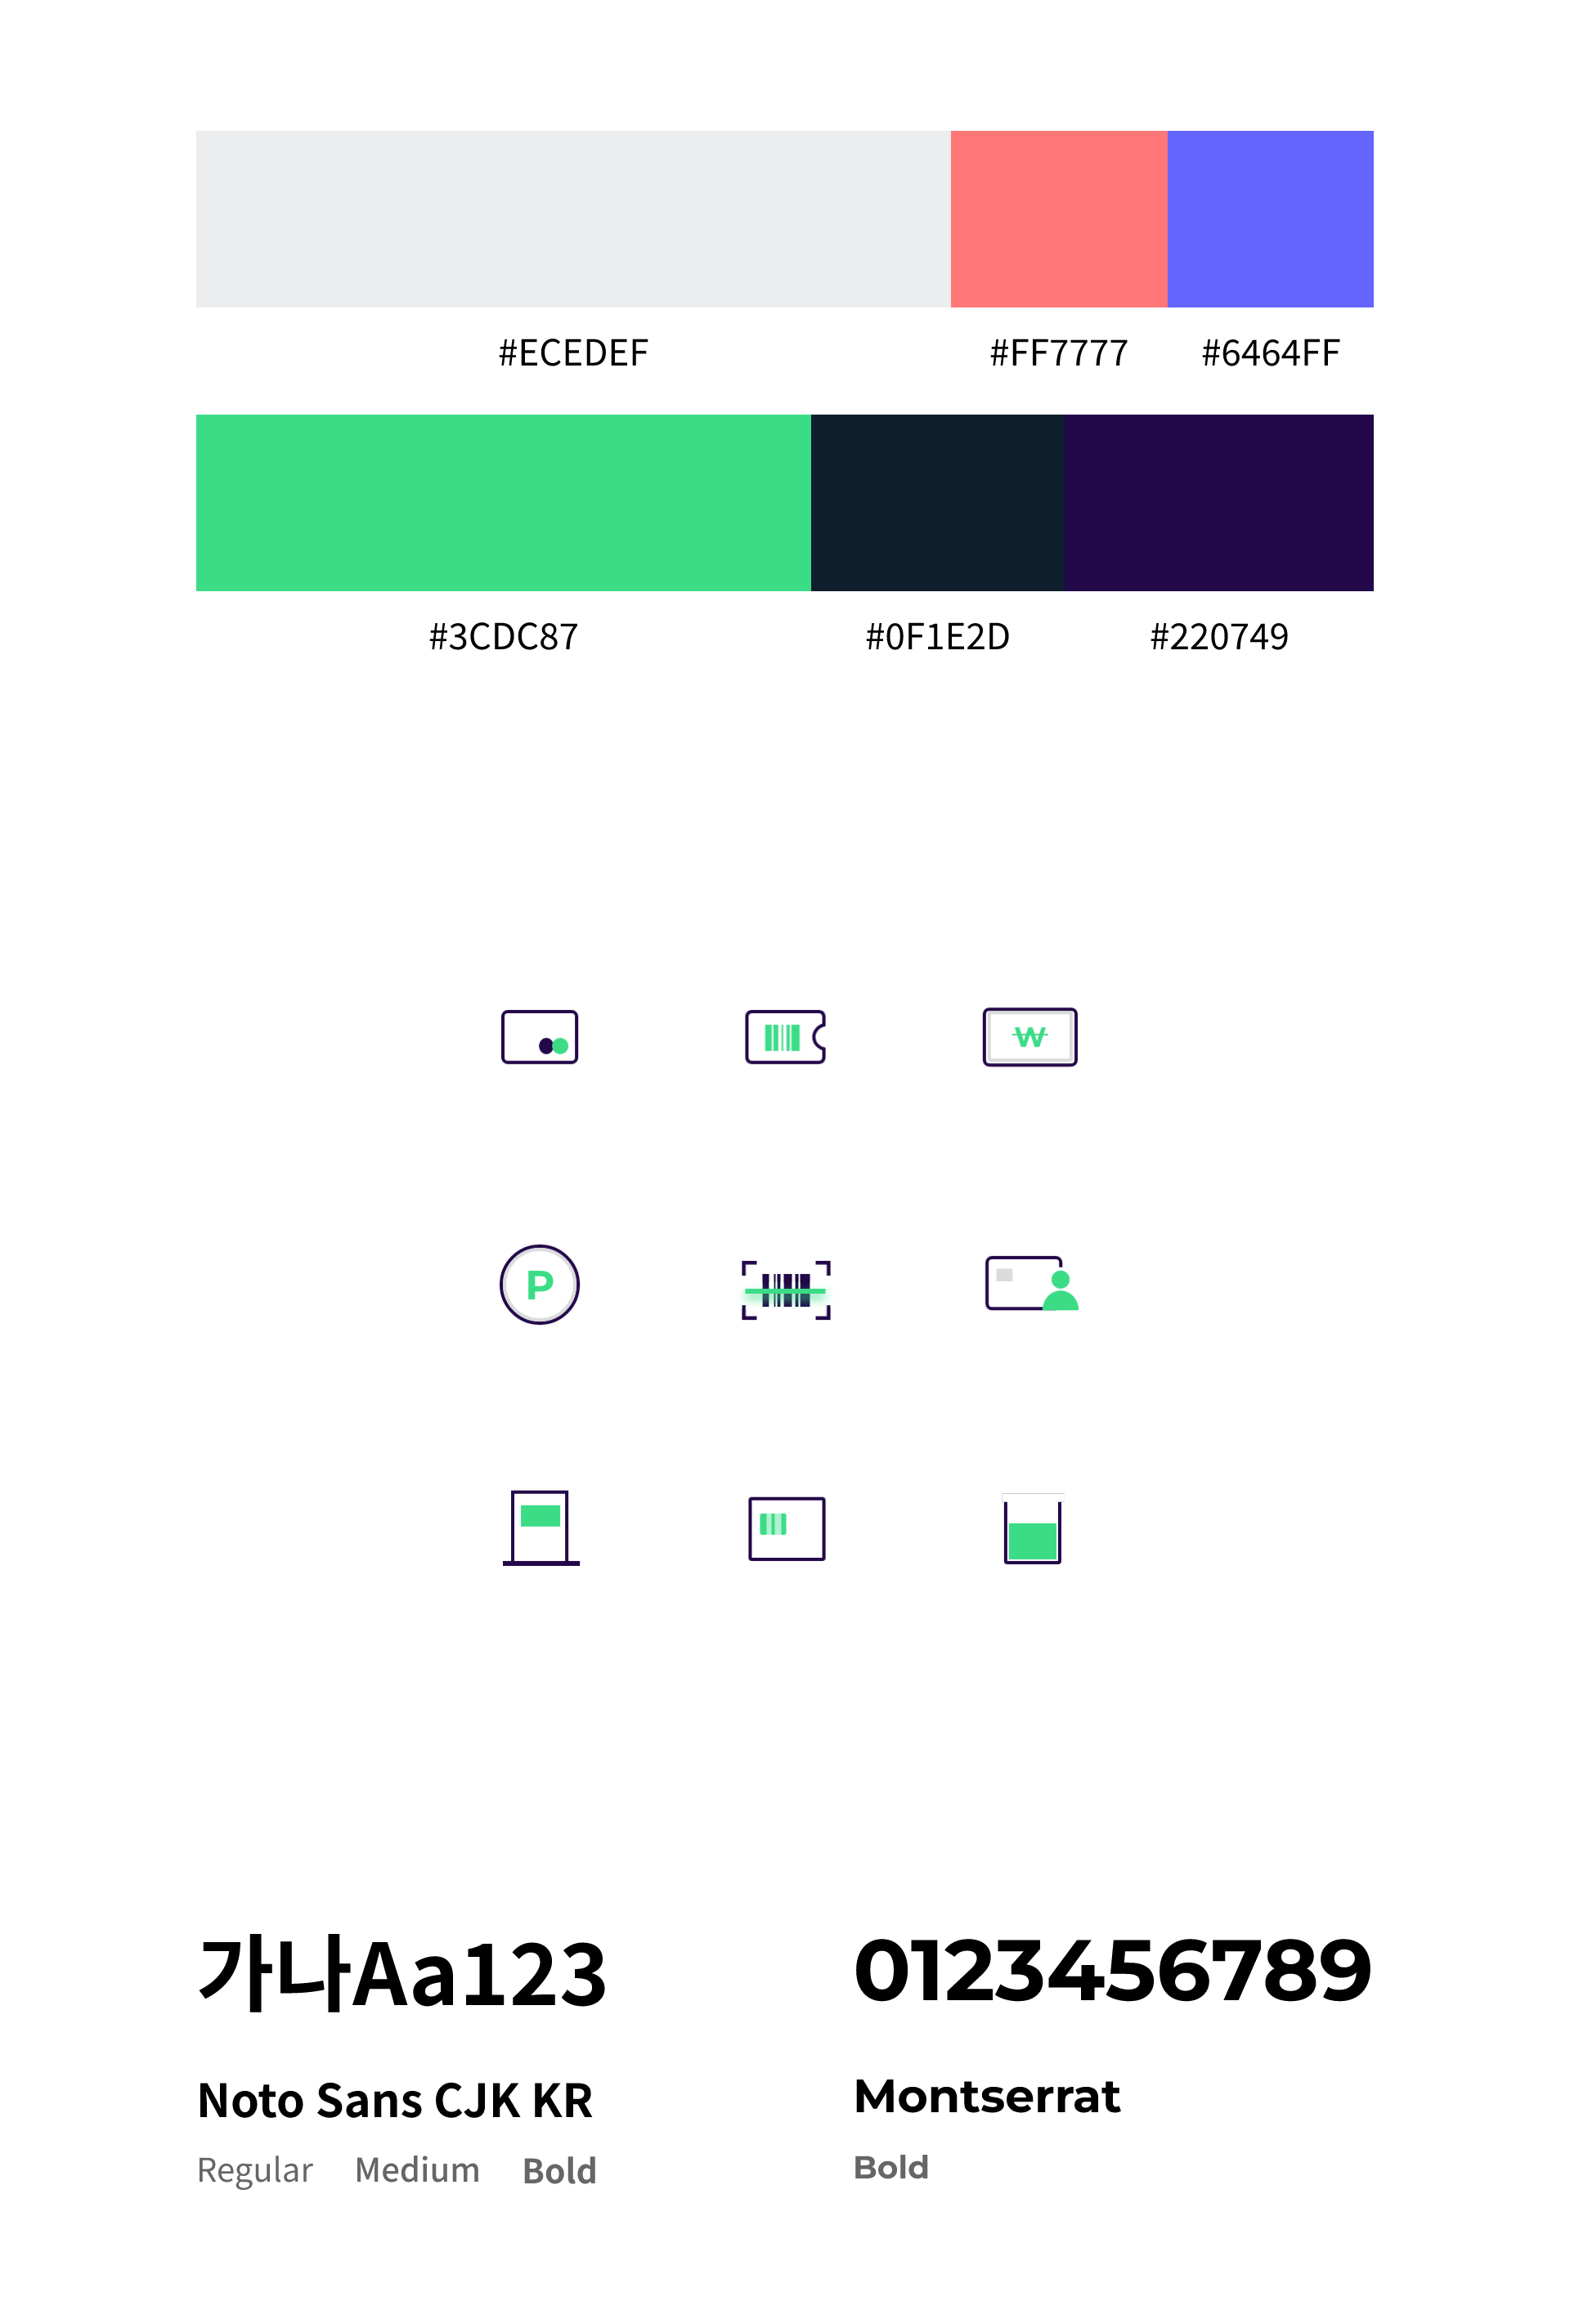 #ECEDEF #FF7777 #6464FF
#3CDC87 #0F1E2D #220749
₩
P
가나Aa123 0123456789
Noto Sans CJK KR Montserrat
Regular Medium Bold Bold